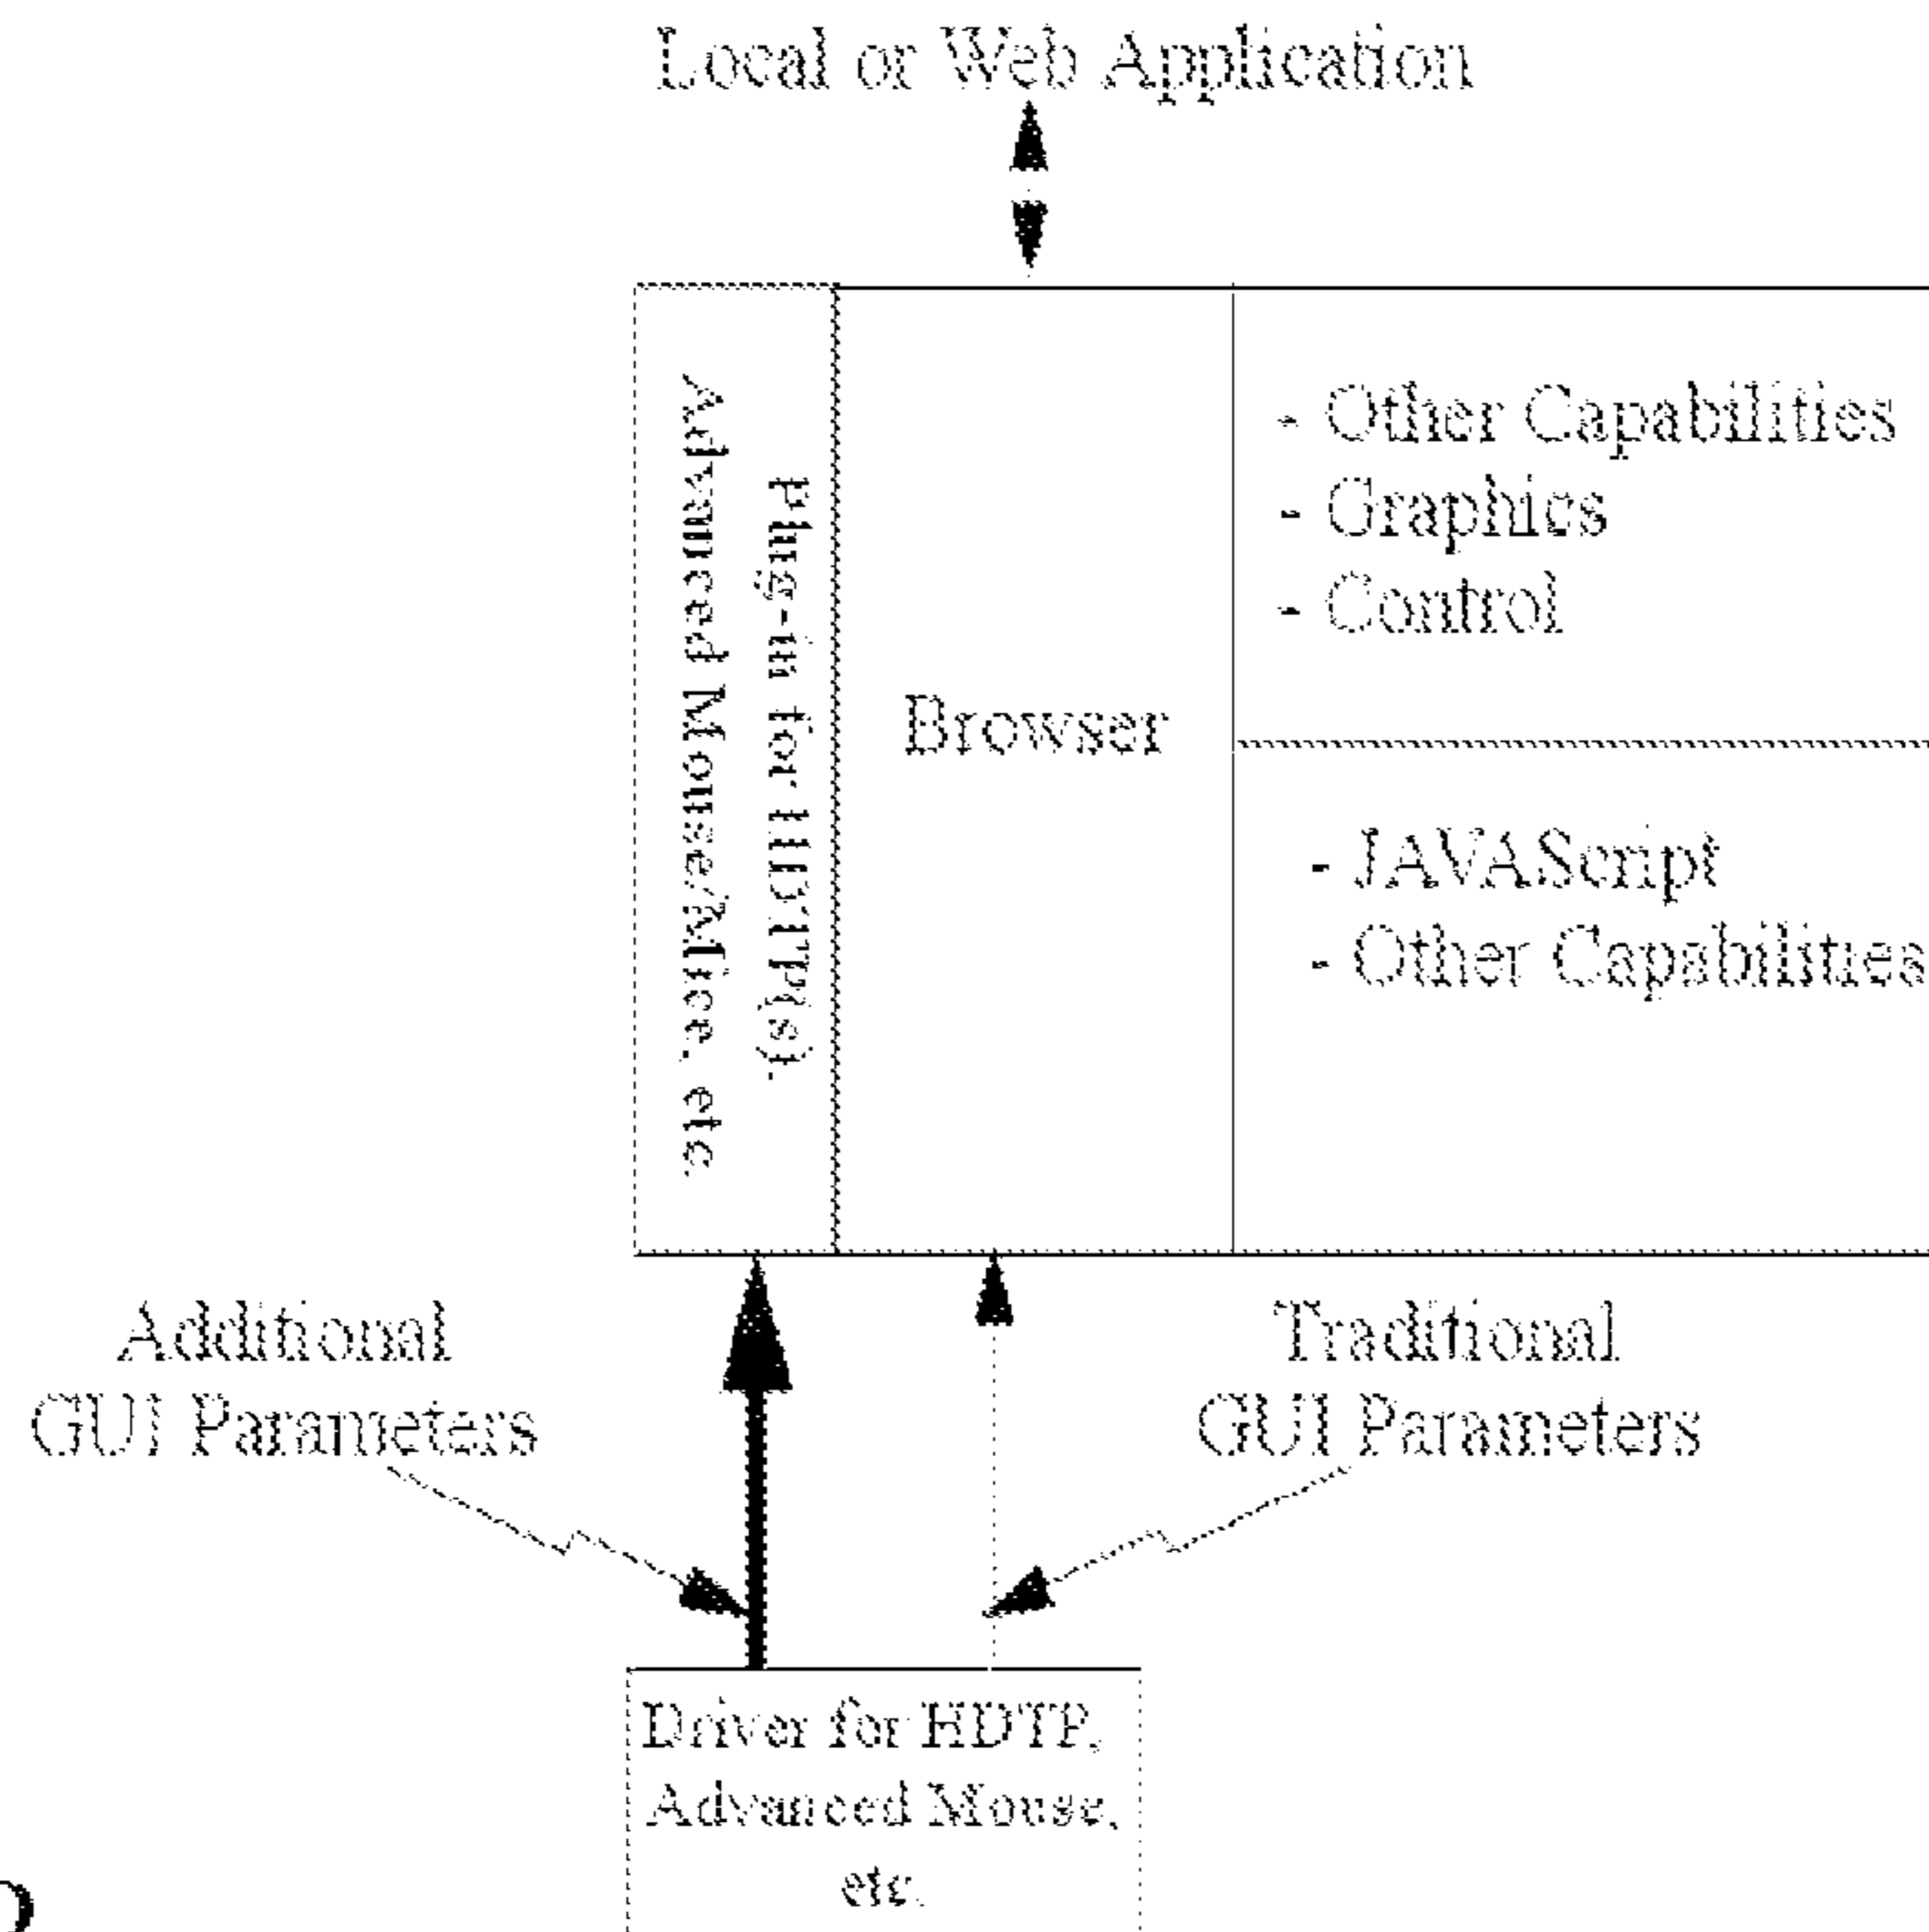 Local or Web Application
Plug-in for HDTP(s),
Advanced Mouse/Mice, etc.
Browser
- Other Capabilities
- Graphics
- Control
- JAVAScript
- Other Capabilities
Additional
GUI Parameters
Traditional
GUI Parameters
Driver for HDTP,
Advanced Mouse,
etc.